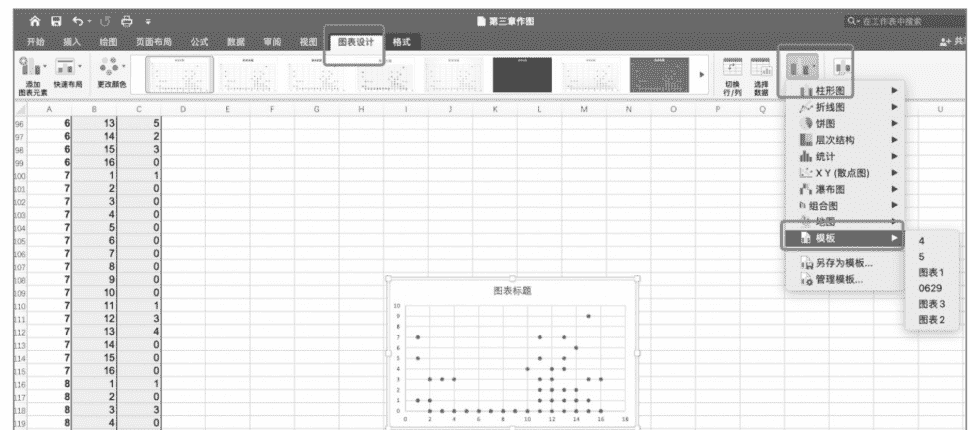 第三章作图
在工作表中搜索
开始 插入 绘图 页面布局 公式 数据 审阅 视图 图表设计 格式
添加图表元素 快速布局 更改颜色 切换行/列 选择数据
A B C D E F G H I J K L M N O P Q U
96 6 13 5
97 6 14 2
98 6 15 3
99 6 16 0
100 7 1 1
101 7 2 0
102 7 3 0
103 7 4 0
104 7 5 0
105 7 6 0
106 7 7 0
107 7 8 0
108 7 9 0
109 7 10 0
110 7 11 1
111 7 12 3
112 7 13 4
113 7 14 0
114 7 15 0
115 7 16 0
116 8 1 1
117 8 2 0
118 8 3 3
119 8 4 0
柱形图
折线图
饼图
层次结构
统计
X Y (散点图)
瀑布图
组合图
地图
模板
另存为模板...
管理模板...
4
5
图表1
0629
图表3
图表2
图表标题
10
9
8
7
6
5
4
3
2
1
0
0 2 4 6 8 10 12 14 16 18